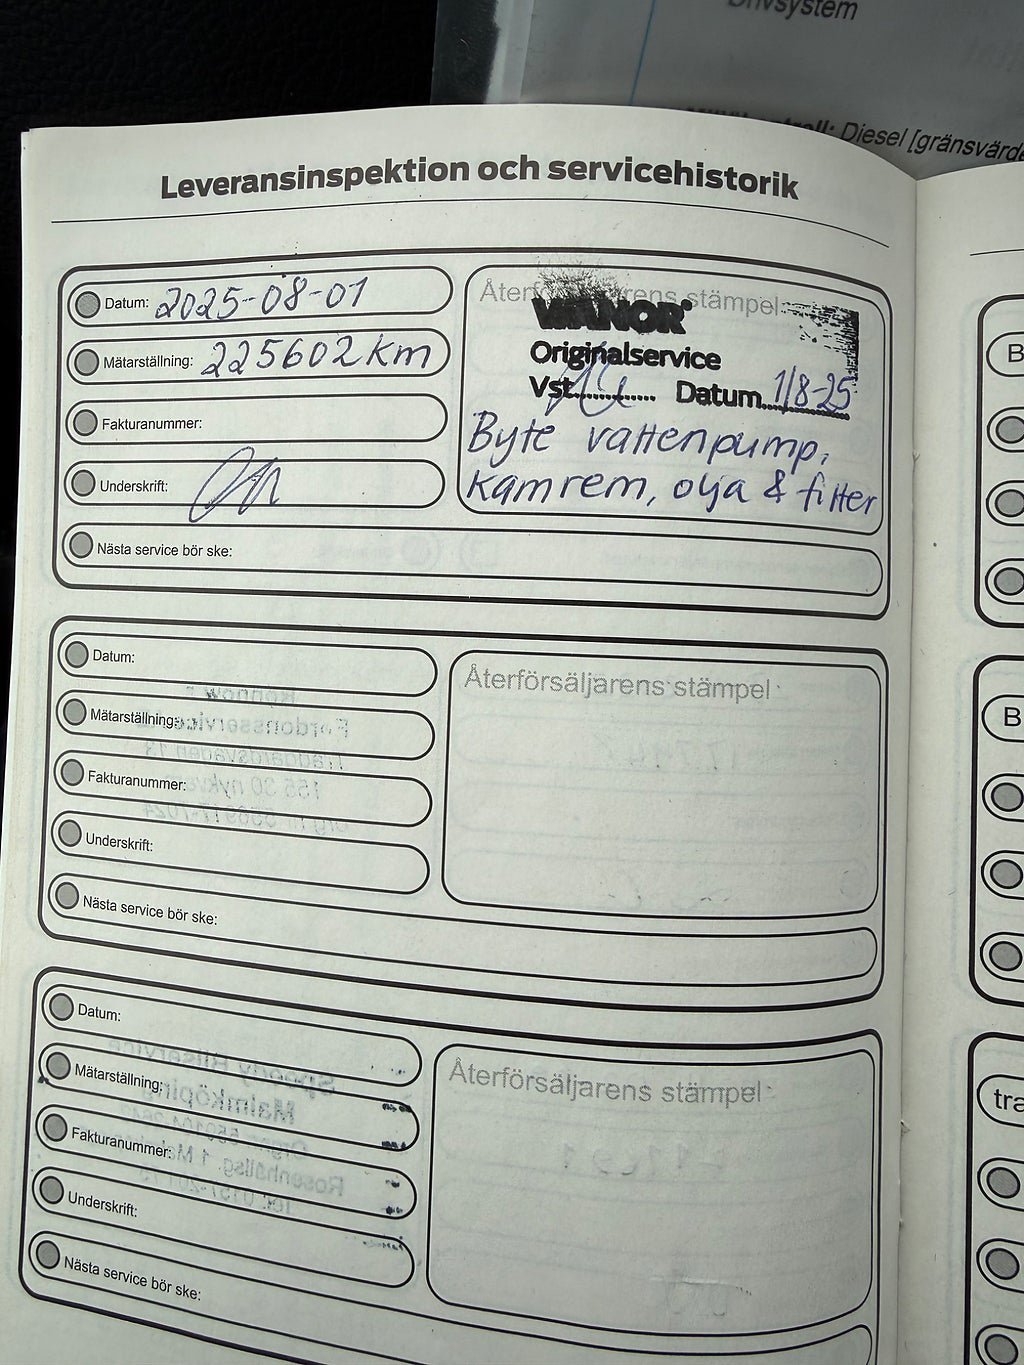 Drivsystem
Diesel [gränsvärde
Leveransinspektion och servicehistorik
Datum: 2025-08-01
Mätarställning: 225602 km
Fakturanummer:
Underskrift:
Nästa service bör ske:
Återförsäljarens stämpel
WANOR
Originalservice
Vst............ Datum 1/8-25
Byte vattenpump,
kamrem, olja & filter
Datum:
Mätarställning:
Fakturanummer:
Underskrift:
Nästa service bör ske:
Återförsäljarens stämpel
Datum:
Mätarställning:
Fakturanummer:
Underskrift:
Nästa service bör ske:
Återförsäljarens stämpel
B
B
tra